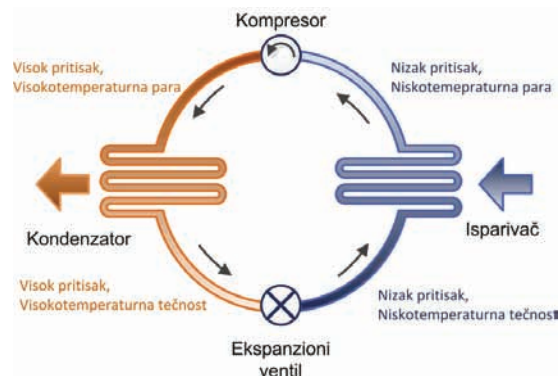 Kompresor
Visok pritisak,
Visokotemperaturna para
Nizak pritisak,
Niskotemepraturna para
Kondenzator
Isparivač
Visok pritisak,
Visokotemperaturna tečnost
Nizak pritisak,
Niskotemperaturna tečnost
Ekspanzioni
ventil